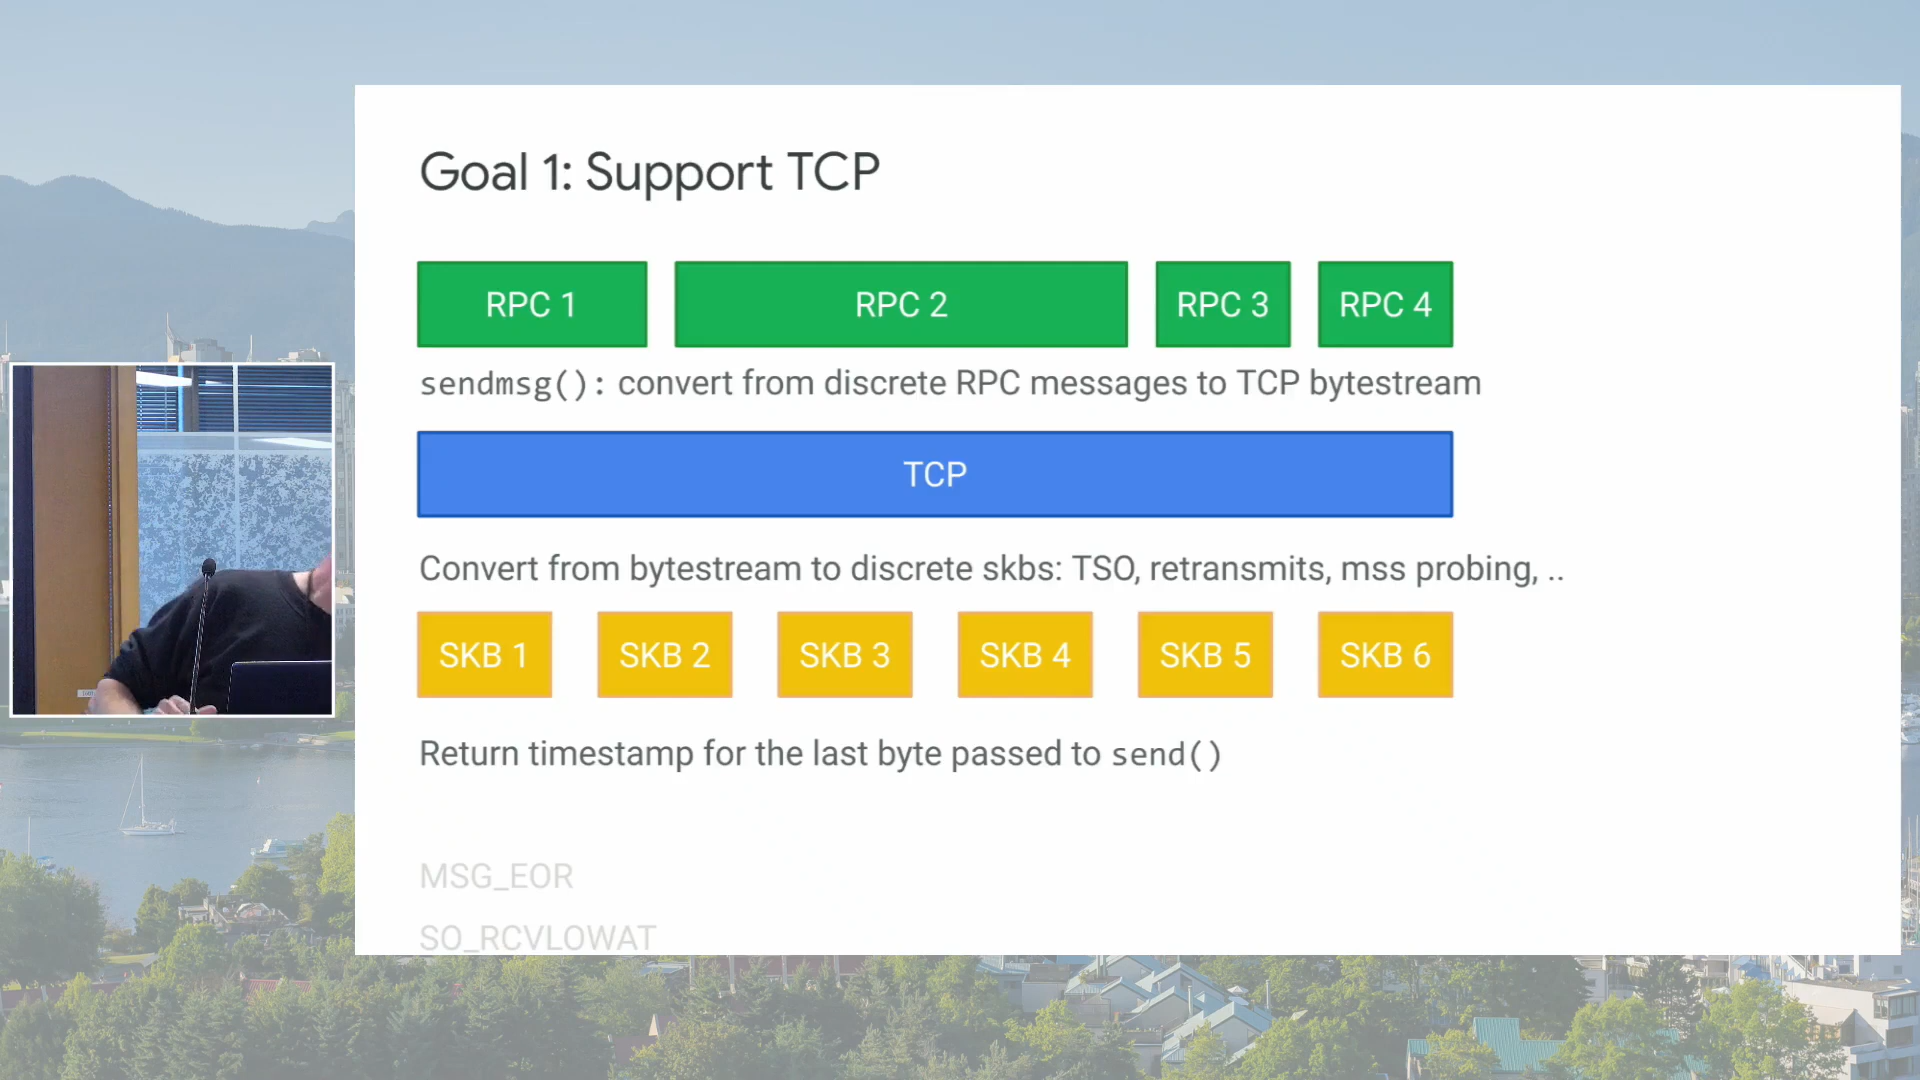 Goal 1: Support TCP
RPC 1 RPC 2 RPC 3 RPC 4
sendmsg(): convert from discrete RPC messages to TCP bytestream
TCP
Convert from bytestream to discrete skbs: TSO, retransmits, mss probing, ..
SKB 1 SKB 2 SKB 3 SKB 4 SKB 5 SKB 6
Return timestamp for the last byte passed to send()
MSG_EOR
SO_RCVLOWAT